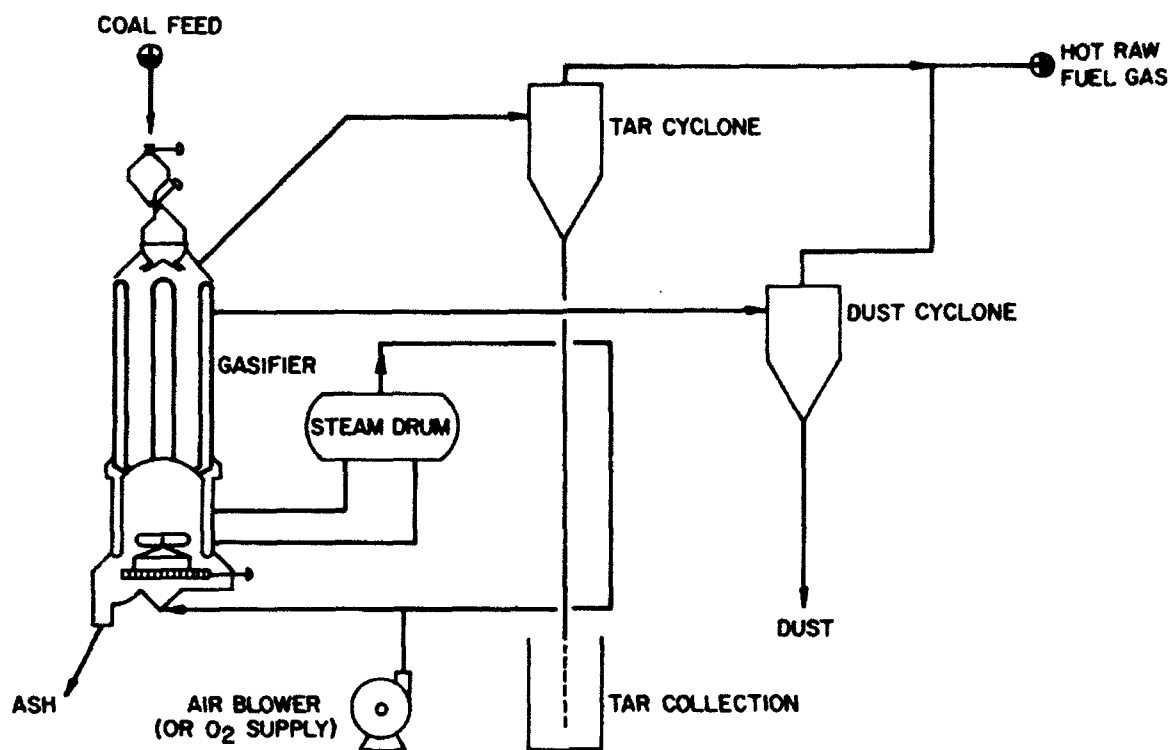 COAL FEED
HOT RAW
FUEL GAS
TAR CYCLONE
DUST CYCLONE
GASIFIER
STEAM DRUM
DUST
ASH
AIR BLOWER
(OR O₂ SUPPLY)
TAR COLLECTION